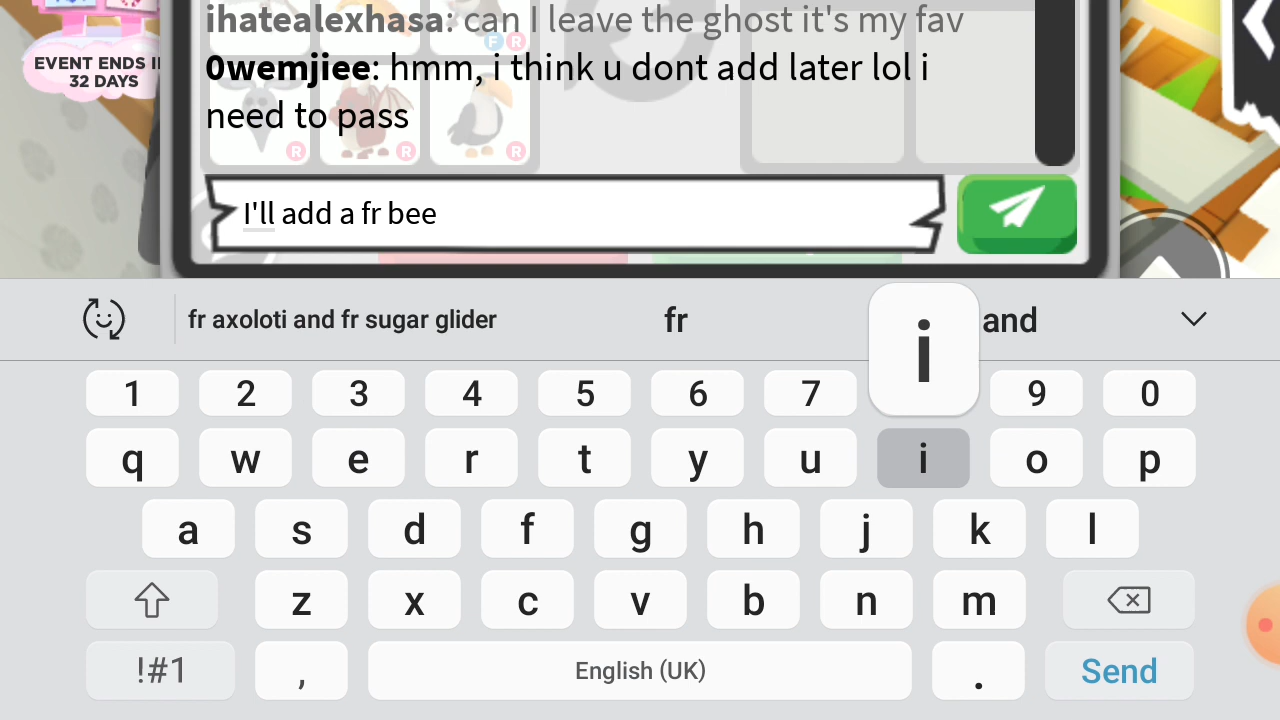 ihatealexhasa: can I leave the ghost it's my fav
EVENT ENDS I
32 DAYS
0wemjiee: hmm, i think u dont add later lol i
need to pass
F R
R R R
I'll add a fr bee
fr axoloti and fr sugar glider fr and
i
1 2 3 4 5 6 7 9 0
q w e r t y u i o p
a s d f g h j k l
z x c v b n m
!#1 , English (UK) . Send